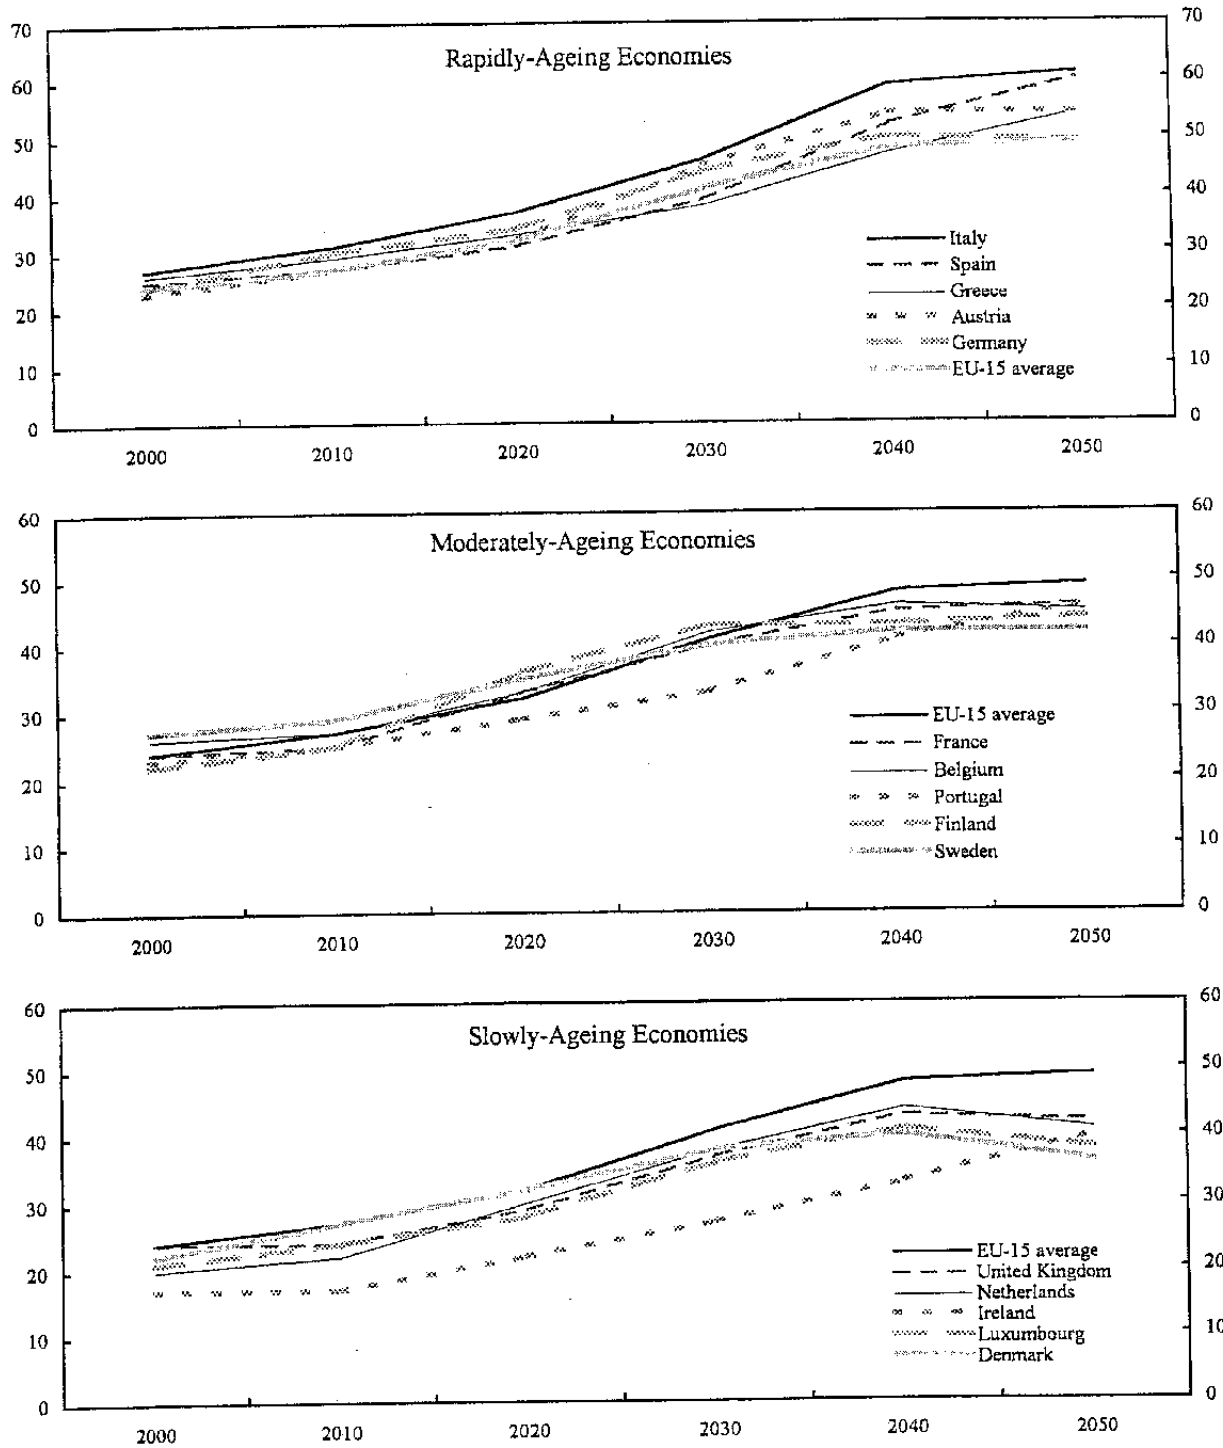 Rapidly-Ageing Economies
70 70
60 60
50 50
40 40
30 30
20 20
10 10
0 0
Italy
Spain
Greece
Austria
Germany
EU-15 average
2000 2010 2020 2030 2040 2050
Moderately-Ageing Economies
60 60
50 50
40 40
30 30
20 20
10 10
0 0
EU-15 average
France
Belgium
Portugal
Finland
Sweden
2000 2010 2020 2030 2040 2050
Slowly-Ageing Economies
60 60
50 50
40 40
30 30
20 20
10 10
0 0
EU-15 average
United Kingdom
Netherlands
Ireland
Luxumbourg
Denmark
2000 2010 2020 2030 2040 2050